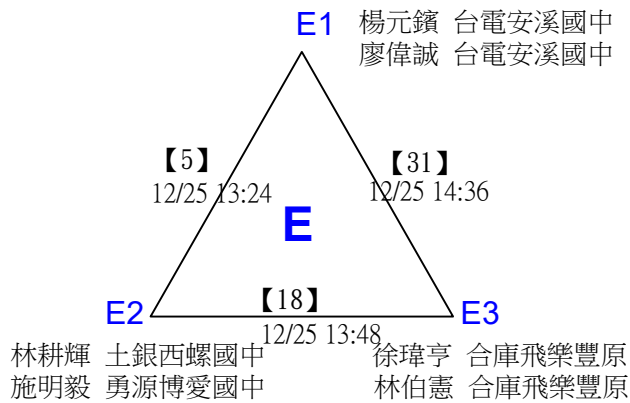 E1 楊元鑌 台電安溪國中
廖偉誠 台電安溪國中
【5】
12/25 13:24
【31】
12/25 14:36
E
【18】
12/25 13:48
E2
E3
林耕輝 土銀西螺國中
施明毅 勇源博愛國中
徐瑋亨 合庫飛樂豐原
林伯憲 合庫飛樂豐原